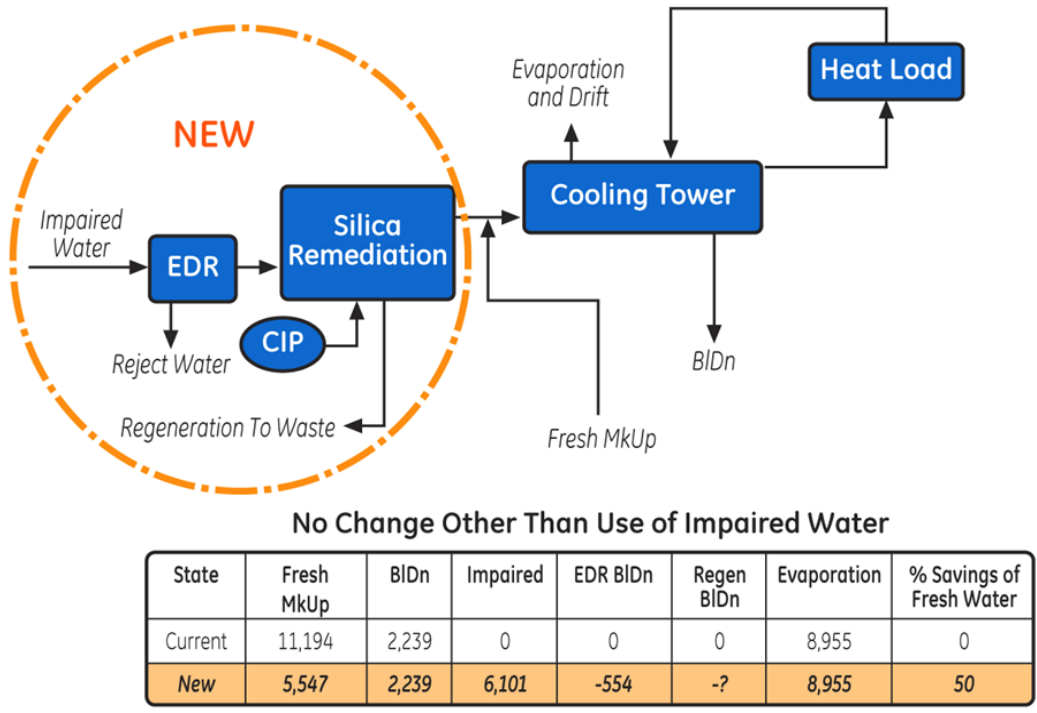 NEW
Evaporation
and Drift
Heat Load
Cooling Tower
Impaired
Water
EDR
Silica
Remediation
CIP
Reject Water
Regeneration To Waste
BlDn
Fresh MkUp
No Change Other Than Use of Impaired Water
State Fresh MkUp BlDn Impaired EDR BlDn Regen BlDn Evaporation % Savings of Fresh Water
Current 11,194 2,239 0 0 0 8,955 0
New 5,547 2,239 6,101 -554 -? 8,955 50